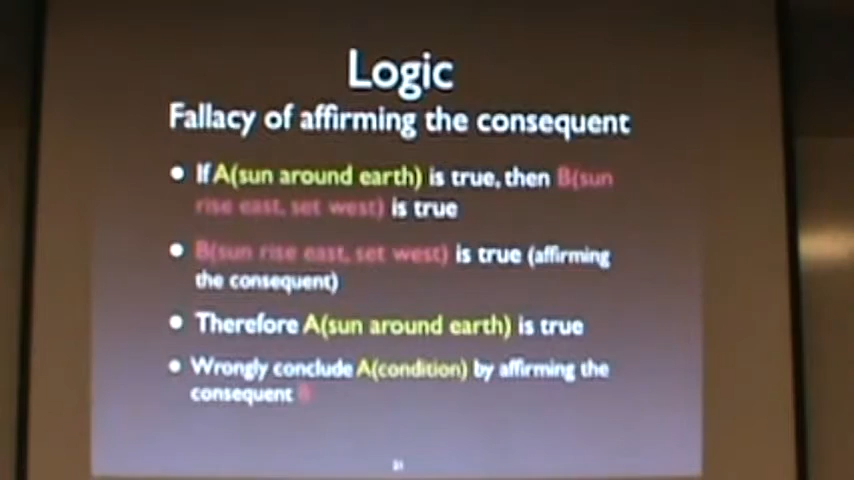 Logic
Fallacy of affirming the consequent
• If A(sun around earth) is true, then B(sun
rise east, set west) is true
• B(sun rise east, set west) is true (affirming
the consequent)
• Therefore A(sun around earth) is true
• Wrongly conclude A(condition) by affirming the
consequent B